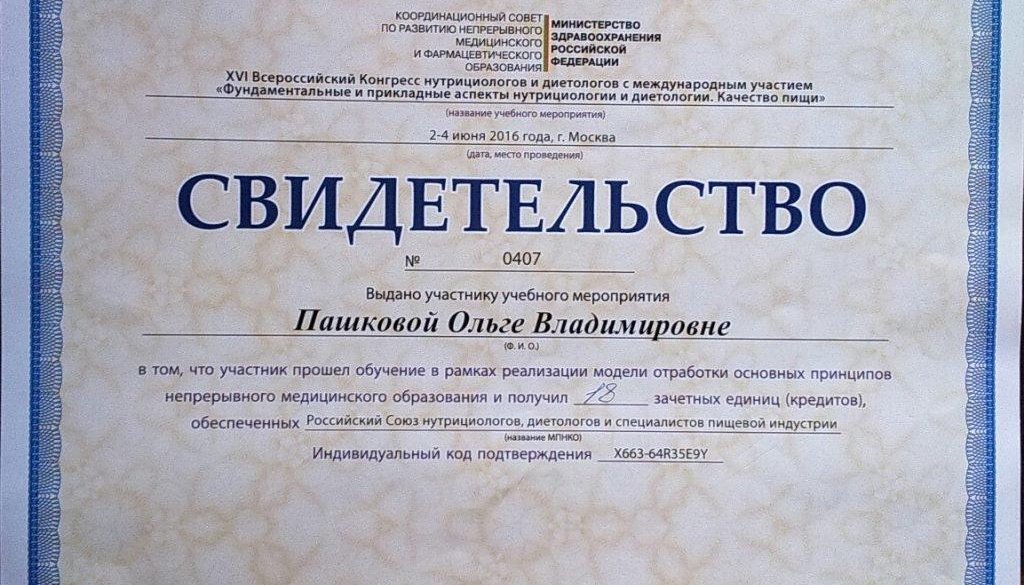 КООРДИНАЦИОННЫЙ СОВЕТ
ПО РАЗВИТИЮ НЕПРЕРЫВНОГО
МЕДИЦИНСКОГО
И ФАРМАЦЕВТИЧЕСКОГО
ОБРАЗОВАНИЯ
МИНИСТЕРСТВО
ЗДРАВООХРАНЕНИЯ
РОССИЙСКОЙ
ФЕДЕРАЦИИ
XVI Всероссийский Конгресс нутрициологов и диетологов с международным участием
«Фундаментальные и прикладные аспекты нутрициологии и диетологии. Качество пищи»
(название учебного мероприятия)
2-4 июня 2016 года, г. Москва
(дата, место проведения)
СВИДЕТЕЛЬСТВО
№ 0407
Выдано участнику учебного мероприятия
Пашковой Ольге Владимировне
(Ф. И. О.)
в том, что участник прошел обучение в рамках реализации модели отработки основных принципов
непрерывного медицинского образования и получил 18 зачетных единиц (кредитов),
обеспеченных Российский Союз нутрициологов, диетологов и специалистов пищевой индустрии
(название МПНКО)
Индивидуальный код подтверждения X663-64R35E9Y